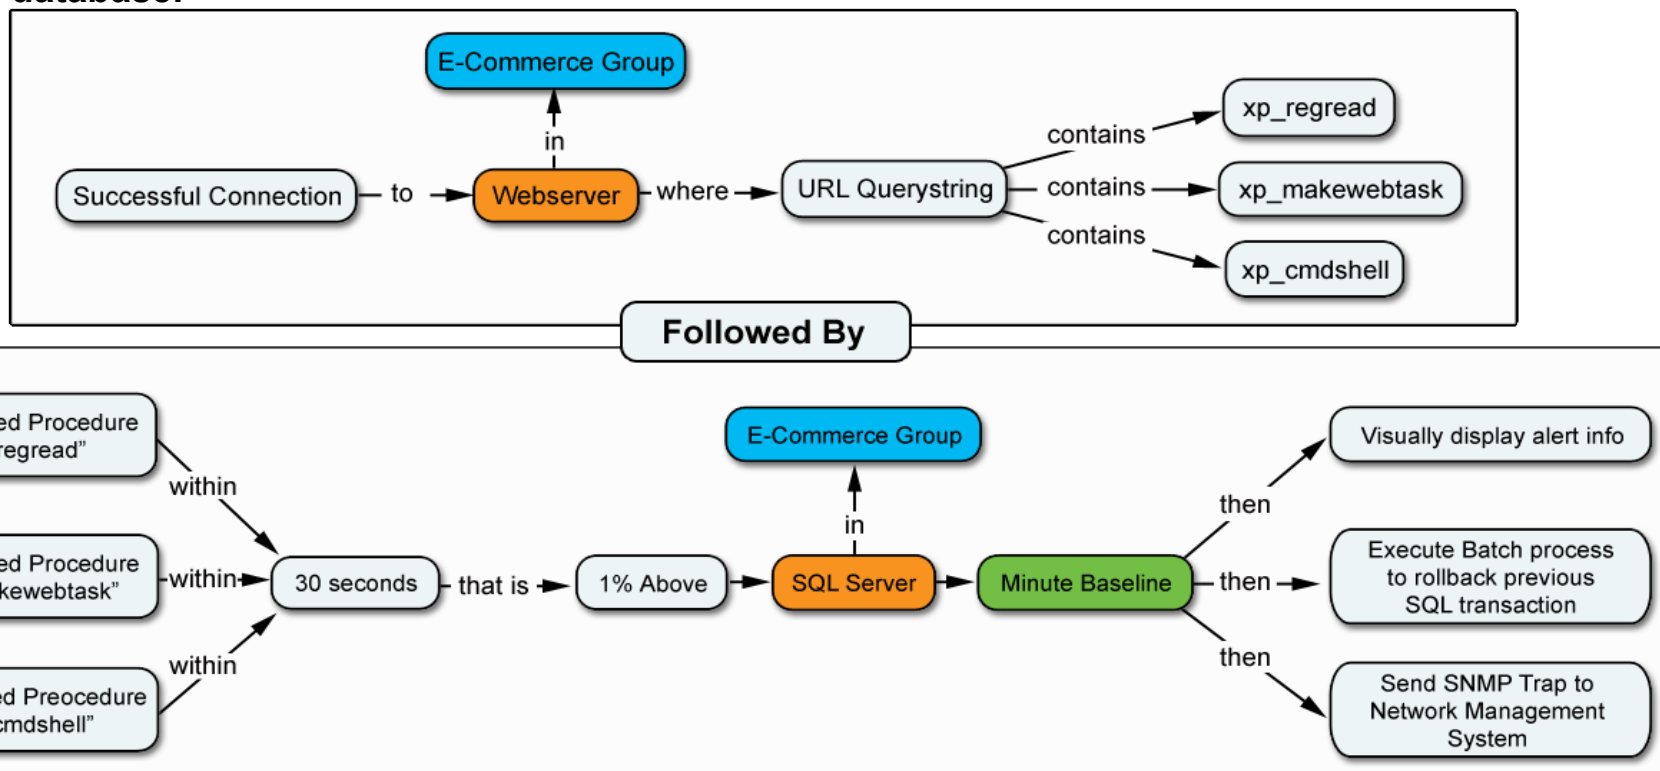 E-Commerce Group
in
Successful Connection
to
Webserver
where
URL Querystring
contains
xp_regread
contains
xp_makewebtask
contains
xp_cmdshell
Followed By
ed Procedure
regread”
within
ed Procedure
kewebtask”
within
ed Preocedure
cmdshell”
within
30 seconds
that is
1% Above
E-Commerce Group
in
SQL Server
Minute Baseline
then
Visually display alert info
then
Execute Batch process
to rollback previous
SQL transaction
then
Send SNMP Trap to
Network Management
System